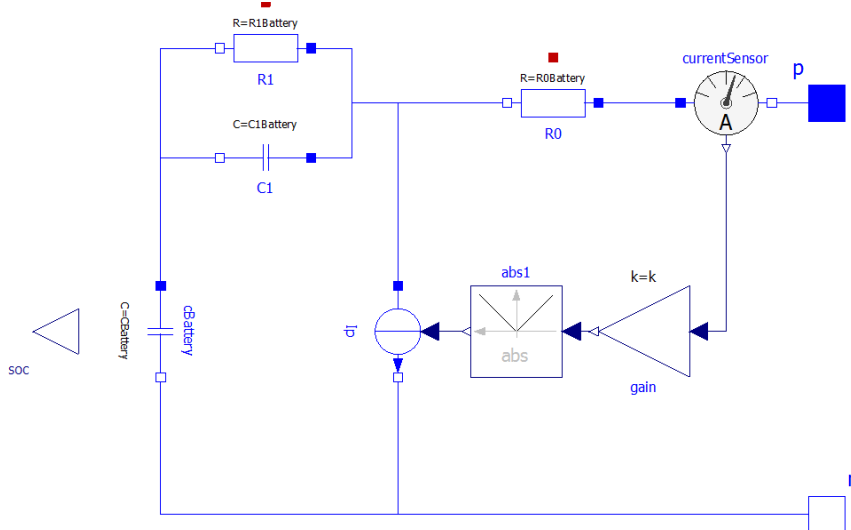 R=R1Battery
R1
C=C1Battery
C1
R=R0Battery
R0
currentSensor
A
p
abs1
abs
k=k
gain
Ip
cBattery
C=CBattery
soc